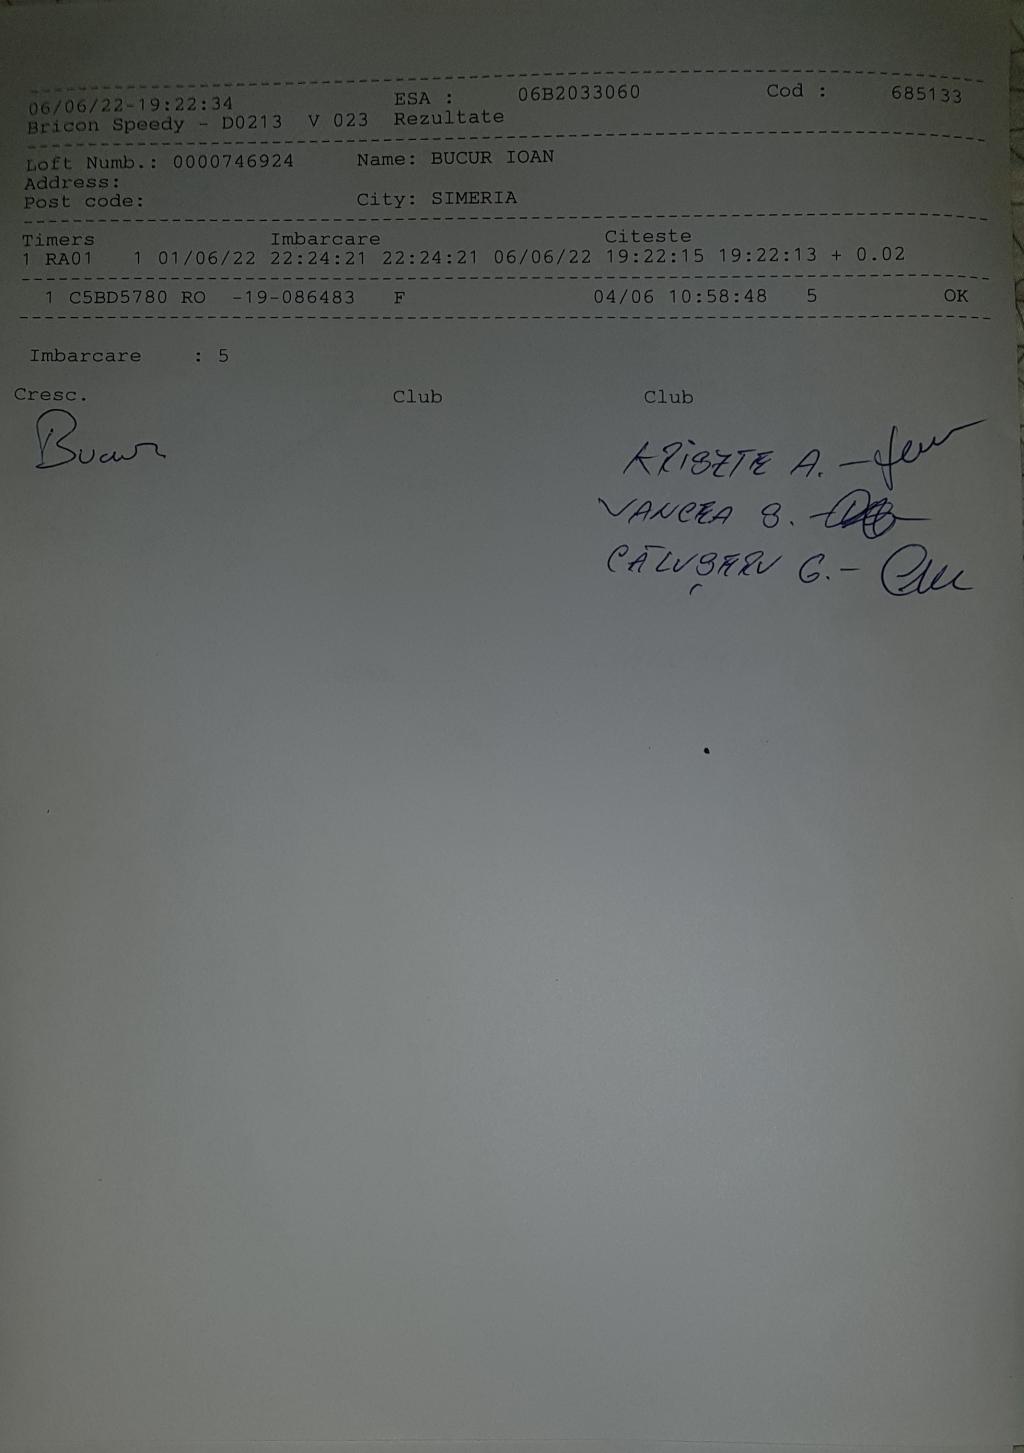 06/06/22-19:22:34 ESA : 06B2033060 Cod : 685133
Bricon Speedy - D0213 V 023 Rezultate
Loft Numb.: 0000746924 Name: BUCUR IOAN
Address:
Post code: City: SIMERIA
Timers Imbarcare Citeste
1 RA01 1 01/06/22 22:24:21 22:24:21 06/06/22 19:22:15 19:22:13 + 0.02
1 C5BD5780 RO -19-086483 F 04/06 10:58:48 5 OK
Imbarcare : 5
Cresc. Club Club
Bucur
KRISZTE A. -
VANCEA S. -
CĂLUȘERU G. -